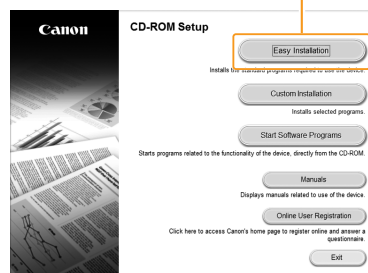 Canon
CD-ROM Setup
Easy Installation
Installs the standard programs required to use the device.
Custom Installation
Installs selected programs.
Start Software Programs
Starts programs related to the functionality of the device, directly from the CD-ROM.
Manuals
Displays manuals related to use of the device.
Online User Registration
Click here to access Canon's home page to register online and answer a
questionnaire.
Exit